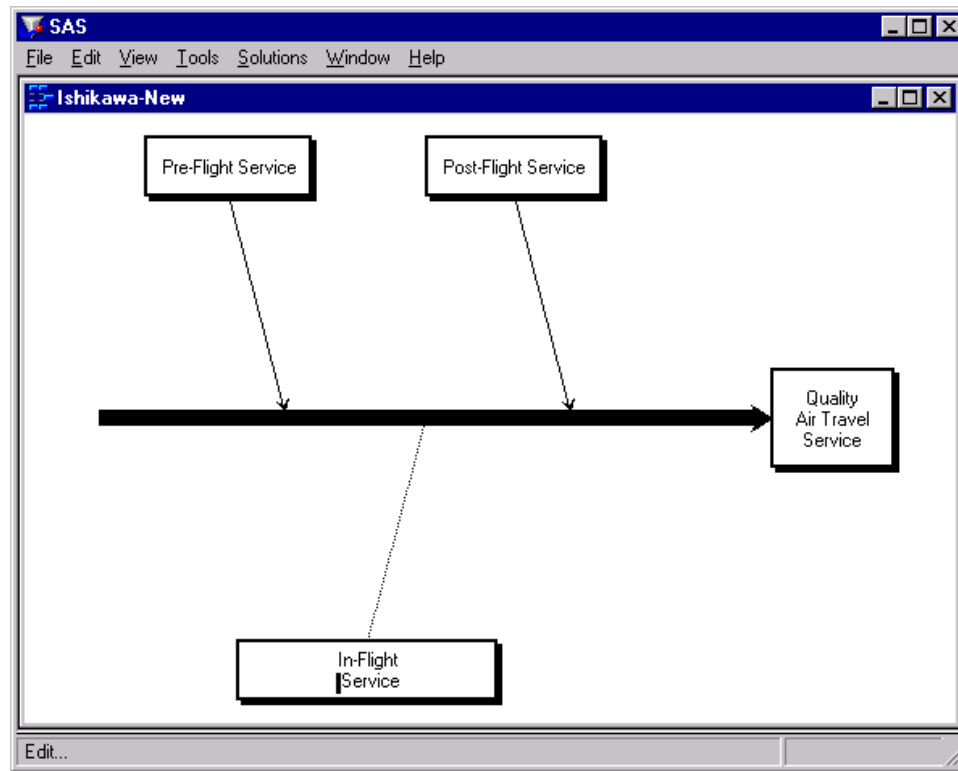 SAS
File Edit View Tools Solutions Window Help
Ishikawa-New
Pre-Flight Service
Post-Flight Service
Quality
Air Travel
Service
In-Flight
Service
Edit...